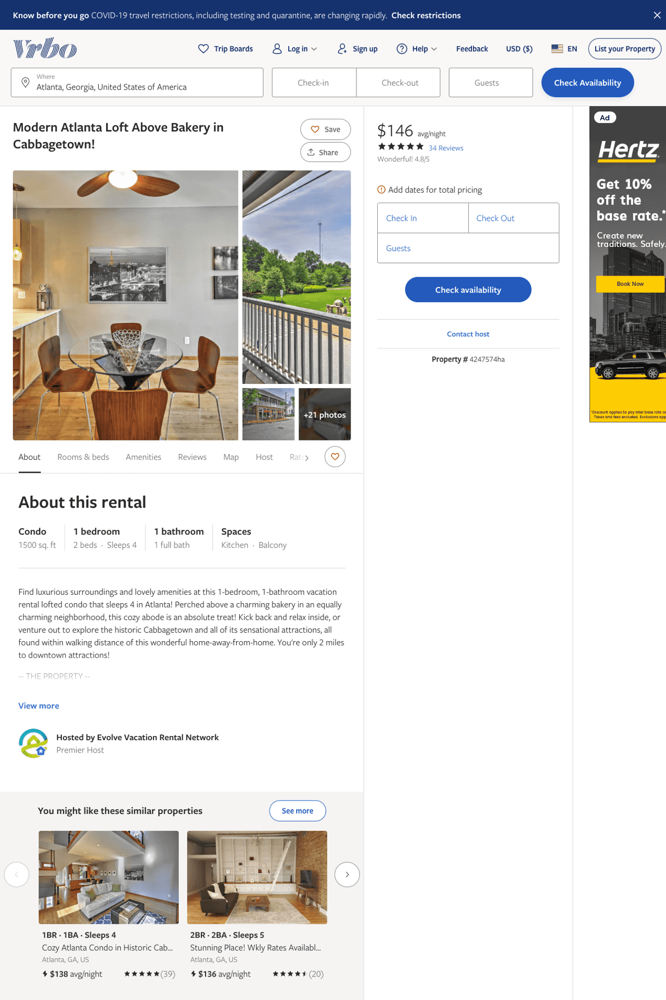 Know before you go COVID-19 travel restrictions, including testing and quarantine, are changing rapidly. Check restrictions
Vrbo
Trip Boards
Log in
Sign up
Help
Feedback
USD ($)
EN
List your Property
Where
Atlanta, Georgia, United States of America
Check-in
Check-out
Guests
Check Availability
Modern Atlanta Loft Above Bakery in
Cabbagetown!
Save
Share
+21 photos
About
Rooms & beds
Amenities
Reviews
Map
Host
$146 avg/night
34 Reviews
Wonderful! 4.8/5
Add dates for total pricing
Check In
Check Out
Guests
Check availability
Contact host
Property # 4247574ha
Ad
Hertz
Get 10%
off the
base rate.*
Create new
traditions. Safely.
Book Now
*Discount applies to pay later base rate
Taxes and fees excluded. Exclusions
About this rental
Condo
1500 sq. ft
1 bedroom
2 beds · Sleeps 4
1 bathroom
1 full bath
Spaces
Kitchen · Balcony
Find luxurious surroundings and lovely amenities at this 1-bedroom, 1-bathroom vacation
rental lofted condo that sleeps 4 in Atlanta! Perched above a charming bakery in an equally
charming neighborhood, this cozy abode is an absolute treat! Kick back and relax inside, or
venture out to explore the historic Cabbagetown and all of its sensational attractions, all
found within walking distance of this wonderful home-away-from-home. You're only 2 miles
to downtown attractions!
-- THE PROPERTY --
View more
Hosted by Evolve Vacation Rental Network
Premier Host
You might like these similar properties
See more
1BR · 1BA · Sleeps 4
Cozy Atlanta Condo in Historic Cab...
Atlanta, GA, US
$138 avg/night
(39)
2BR · 2BA · Sleeps 5
Stunning Place! Wkly Rates Availabl...
Atlanta, GA, US
$136 avg/night
(20)